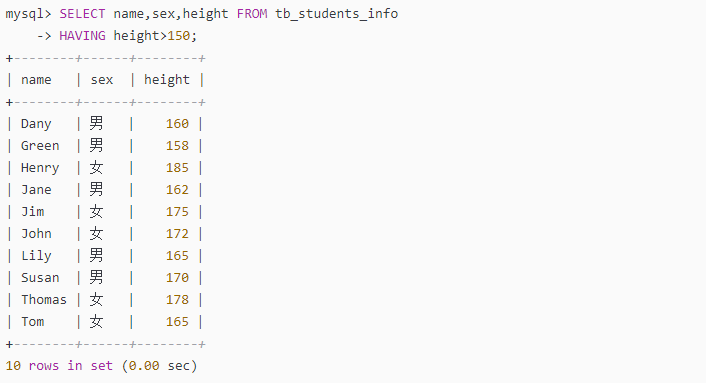 mysql> SELECT name,sex,height FROM tb_students_info
    -> HAVING height>150;
+--------+------+--------+
| name   | sex  | height |
+--------+------+--------+
| Dany   | 男   |    160 |
| Green  | 男   |    158 |
| Henry  | 女   |    185 |
| Jane   | 男   |    162 |
| Jim    | 女   |    175 |
| John   | 女   |    172 |
| Lily   | 男   |    165 |
| Susan  | 男   |    170 |
| Thomas | 女   |    178 |
| Tom    | 女   |    165 |
+--------+------+--------+
10 rows in set (0.00 sec)